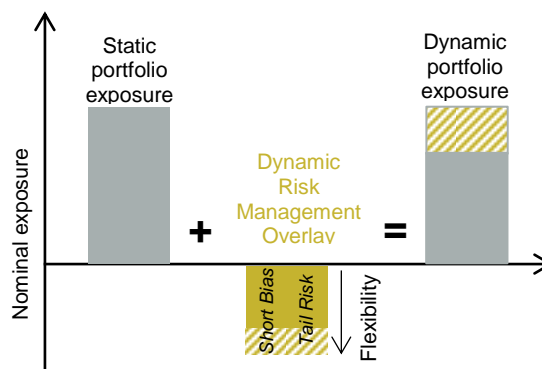 Static
portfolio
exposure
Dynamic
portfolio
exposure
Dynamic
Risk
Management
Overlay
+
=
Nominal exposure
Short Bias
Tail Risk
Flexibility